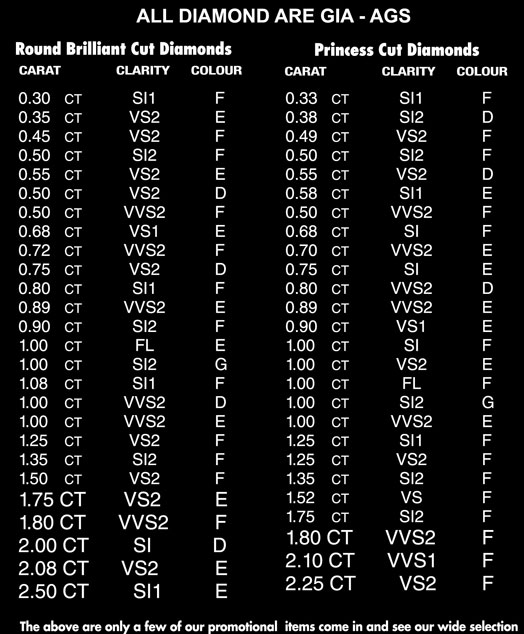 ALL DIAMOND ARE GIA - AGS
Round Brilliant Cut Diamonds
CARAT CLARITY COLOUR
0.30 CT SI1 F
0.35 CT VS2 E
0.45 CT VS2 F
0.50 CT SI2 F
0.55 CT VS2 E
0.50 CT VS2 D
0.50 CT VVS2 F
0.68 CT VS1 E
0.72 CT VVS2 F
0.75 CT VS2 D
0.80 CT SI1 F
0.89 CT VVS2 E
0.90 CT SI2 F
1.00 CT FL E
1.00 CT SI2 G
1.08 CT SI1 F
1.00 CT VVS2 D
1.00 CT VVS2 E
1.25 CT VS2 F
1.35 CT SI2 F
1.50 CT VS2 F
1.75 CT VS2 E
1.80 CT VVS2 F
2.00 CT SI D
2.08 CT VS2 E
2.50 CT SI1 E
Princess Cut Diamonds
CARAT CLARITY COLOUR
0.33 CT SI1 F
0.38 CT SI2 D
0.49 CT VS2 F
0.50 CT SI2 F
0.55 CT VS2 D
0.58 CT SI1 E
0.50 CT VVS2 F
0.68 CT SI F
0.70 CT VVS2 E
0.75 CT SI E
0.80 CT VVS2 D
0.89 CT VVS2 E
0.90 CT VS1 E
1.00 CT SI F
1.00 CT VS2 E
1.00 CT FL F
1.00 CT SI2 G
1.00 CT VVS2 E
1.25 CT SI1 F
1.25 CT VS2 F
1.35 CT SI2 F
1.52 CT VS F
1.75 CT SI2 F
1.80 CT VVS2 F
2.10 CT VVS1 F
2.25 CT VS2 F
The above are only a few of our promotional items come in and see our wide selection